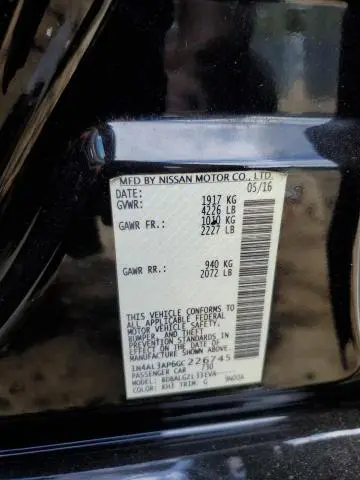 MFD BY NISSAN MOTOR CO., LTD.
DATE: 05/16
GVWR: 1917 KG
4226 LB
GAWR FR.: 1010 KG
2227 LB
GAWR RR.: 940 KG
2072 LB
THIS VEHICLE CONFORMS TO
ALL APPLICABLE FEDERAL
MOTOR VEHICLE SAFETY,
BUMPER, AND THEFT
PREVENTION STANDARDS IN
EFFECT ON THE DATE OF
MANUFACTURE SHOWN ABOVE.
1N4AL3AP6GC226745
PASSENGER CAR 730
MODEL:
COLOR: KH3 TRIM: G